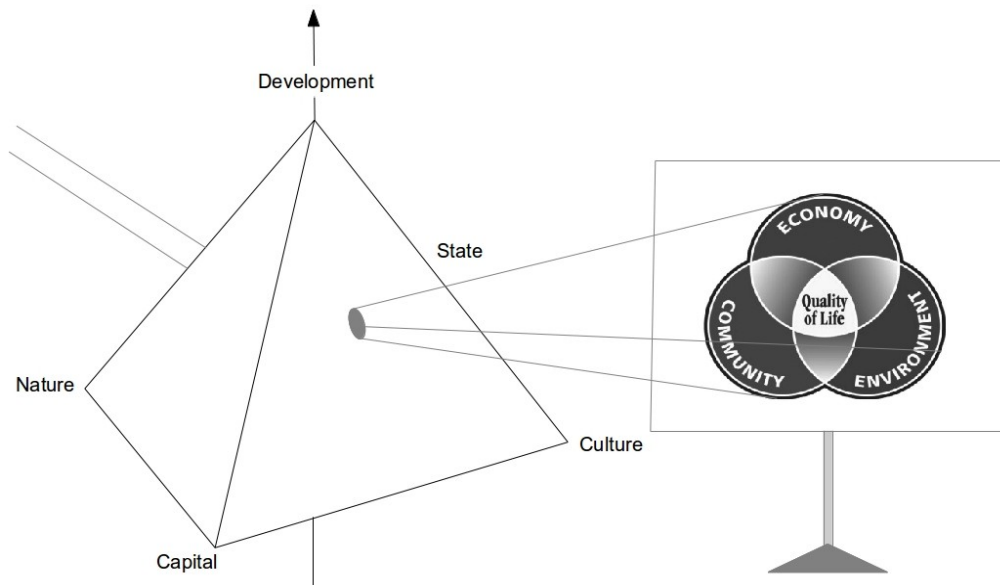 Development
State
Nature
Culture
Capital
ECONOMY
COMMUNITY
Quality
of Life
ENVIRONMENT